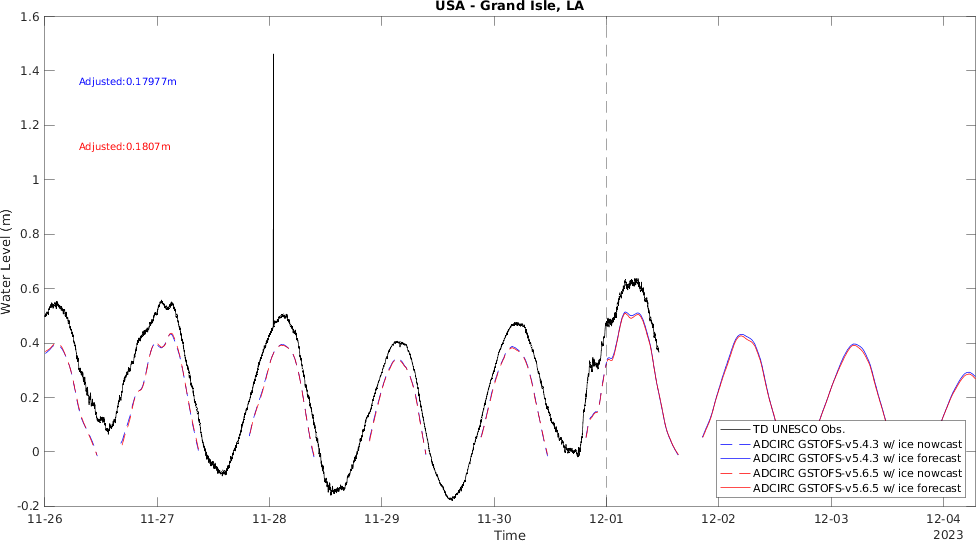 USA - Grand Isle, LA
1.6
1.4
1.2
1
0.8
0.6
0.4
0.2
0
-0.2
Water Level (m)
Adjusted:0.17977m
Adjusted:0.1807m
TD UNESCO Obs.
ADCIRC GSTOFS-v5.4.3 w/ ice nowcast
ADCIRC GSTOFS-v5.4.3 w/ ice forecast
ADCIRC GSTOFS-v5.6.5 w/ ice nowcast
ADCIRC GSTOFS-v5.6.5 w/ ice forecast
11-26 11-27 11-28 11-29 11-30 12-01 12-02 12-03 12-04
Time
2023